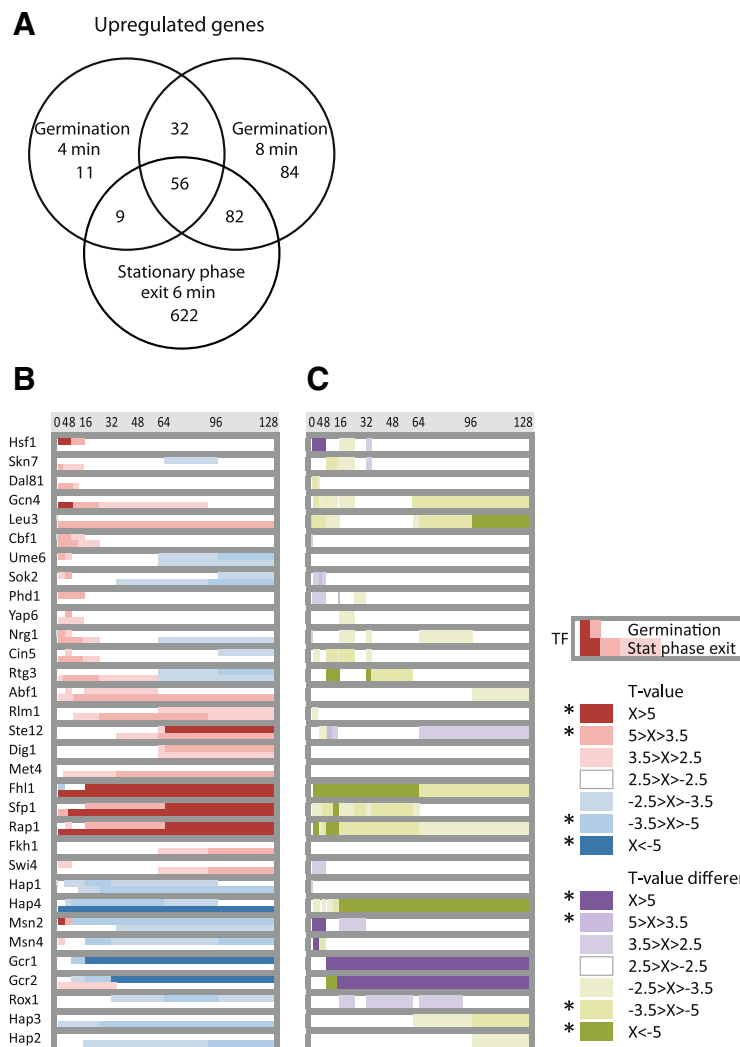 A
Upregulated genes
Germination
4 min
11
32
Germination
8 min
84
56
9
82
Stationary phase
exit 6 min
622
B
C
0 4 8 16 32 48 64 96 128
0 4 8 16 32 48 64 96 128
Hsf1
Skn7
Dal81
Gcn4
Leu3
Cbf1
Ume6
Sok2
Phd1
Yap6
Nrg1
Cin5
Rtg3
Abf1
Rlm1
Ste12
Dig1
Met4
Fhl1
Sfp1
Rap1
Fkh1
Swi4
Hap1
Hap4
Msn2
Msn4
Gcr1
Gcr2
Rox1
Hap3
Hap2
TF
Germination
Stat phase exit
T-value
* X>5
* 5>X>3.5
3.5>X>2.5
2.5>X>-2.5
-2.5>X>-3.5
* -3.5>X>-5
* X<-5
T-value differe
* X>5
* 5>X>3.5
3.5>X>2.5
2.5>X>-2.5
-2.5>X>-3.5
* -3.5>X>-5
* X<-5